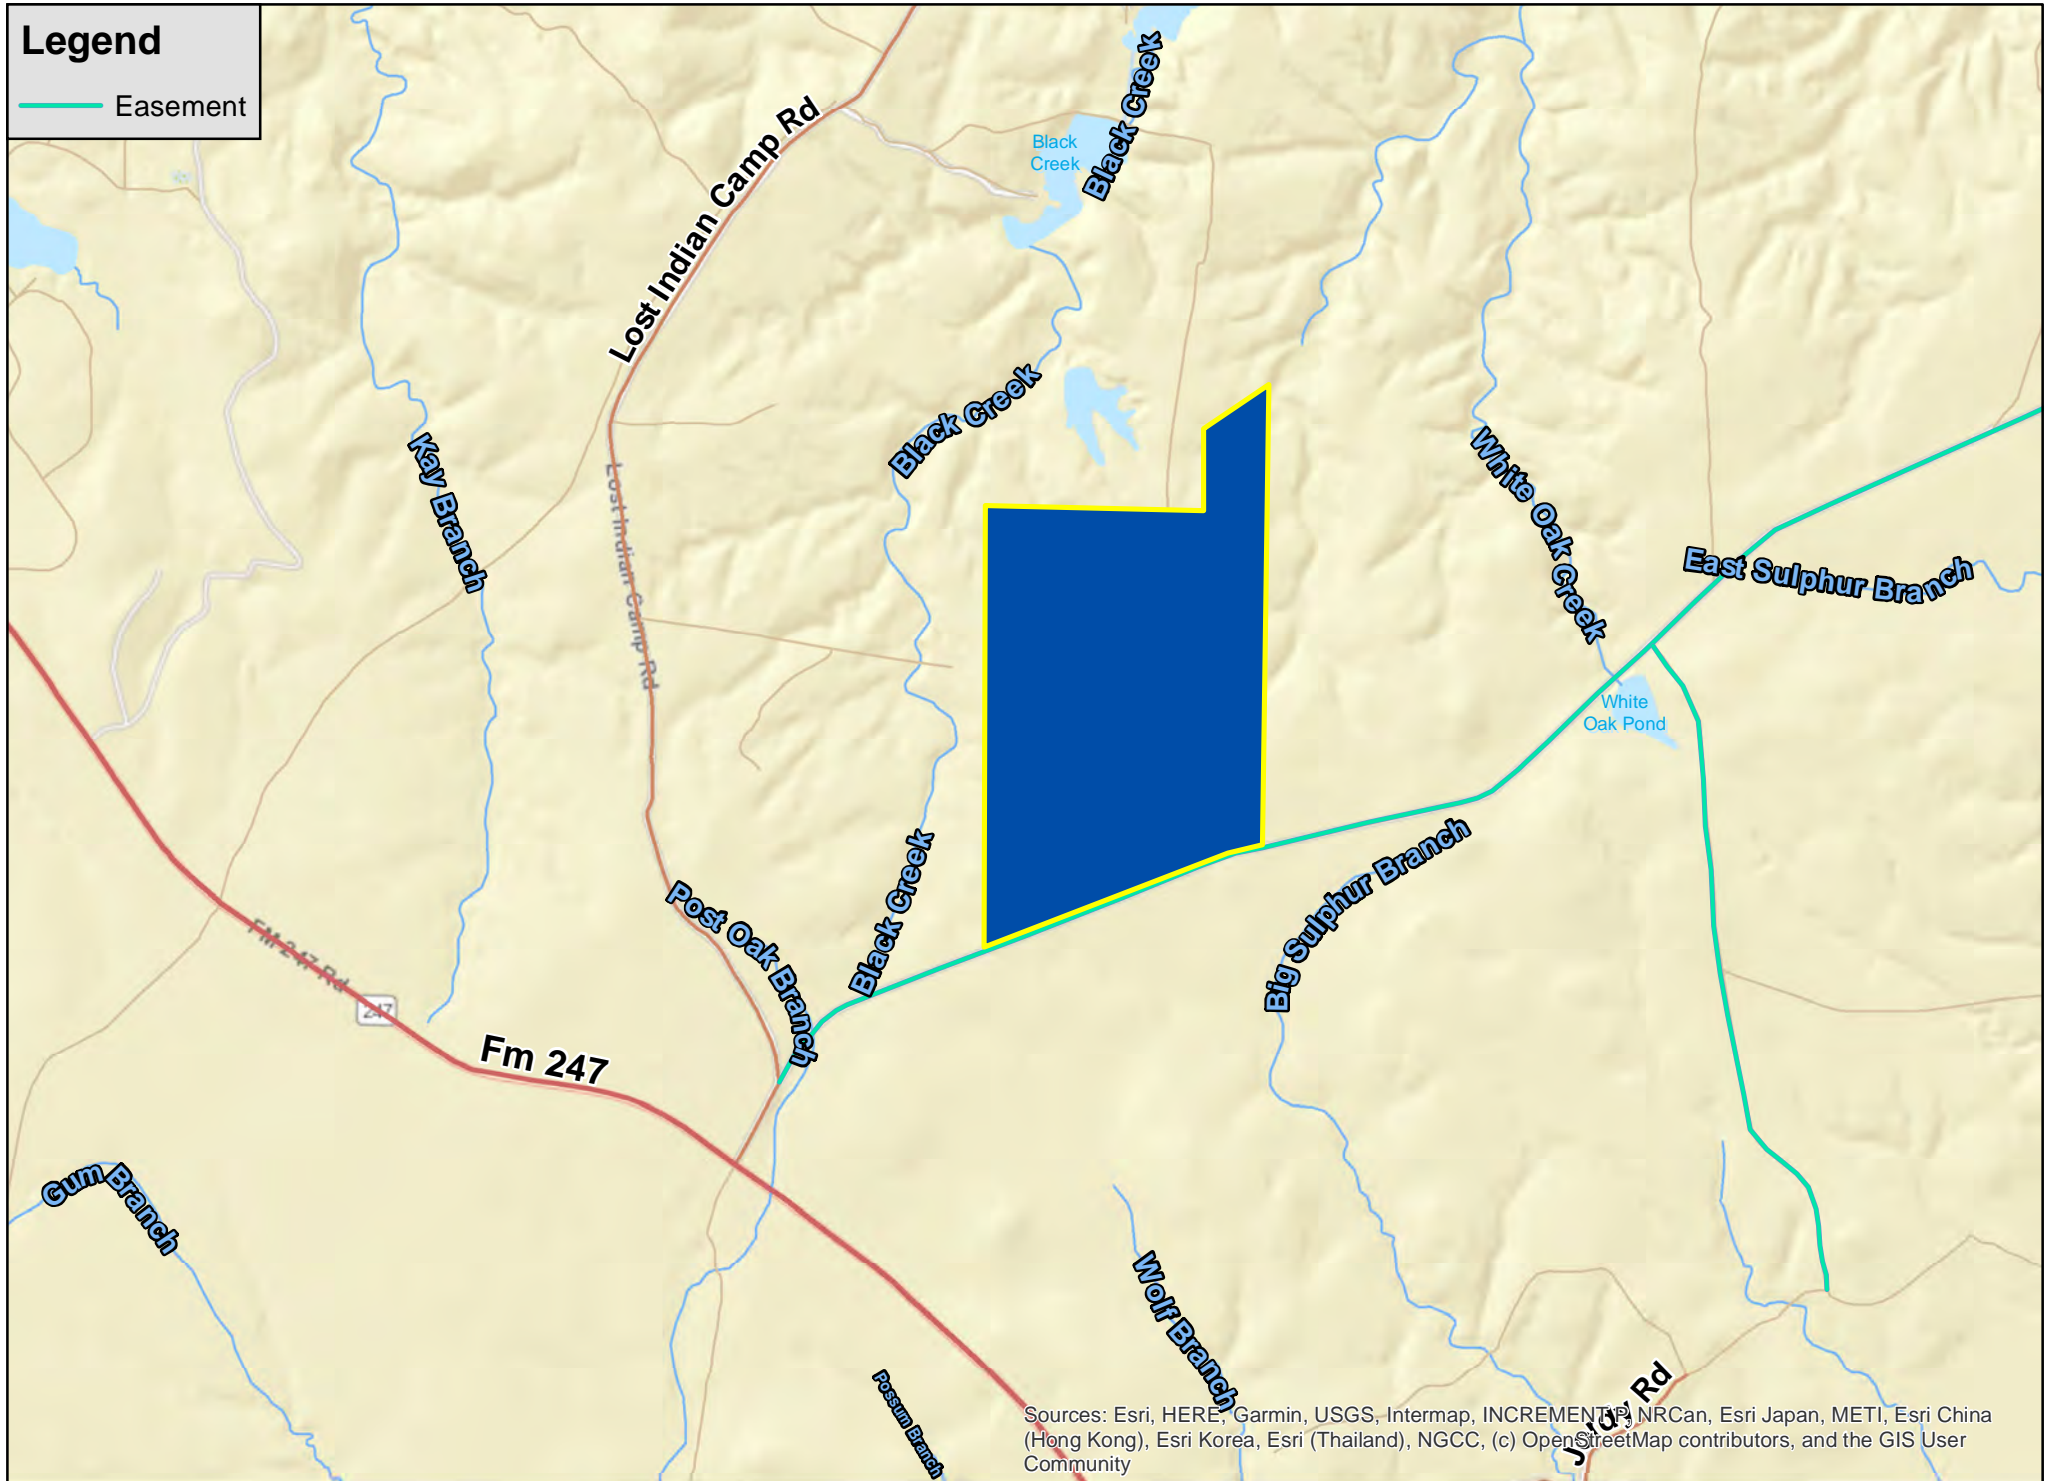 Legend
Easement
Lost Indian Camp Rd
Black Creek
Black
Creek
Black Creek
Kay Branch
Lost Indian Camp Rd
White Oak Creek
East Sulphur Branch
White
Oak Pond
Black Creek
Big Sulphur Branch
Post Oak Branch
FM 247 Rd
247
Fm 247
Gum Branch
Wolf Branch
Possum Branch
Judy Rd
Sources: Esri, HERE, Garmin, USGS, Intermap, INCREMENT P, NRCan, Esri Japan, METI, Esri China
(Hong Kong), Esri Korea, Esri (Thailand), NGCC, (c) OpenStreetMap contributors, and the GIS User
Community